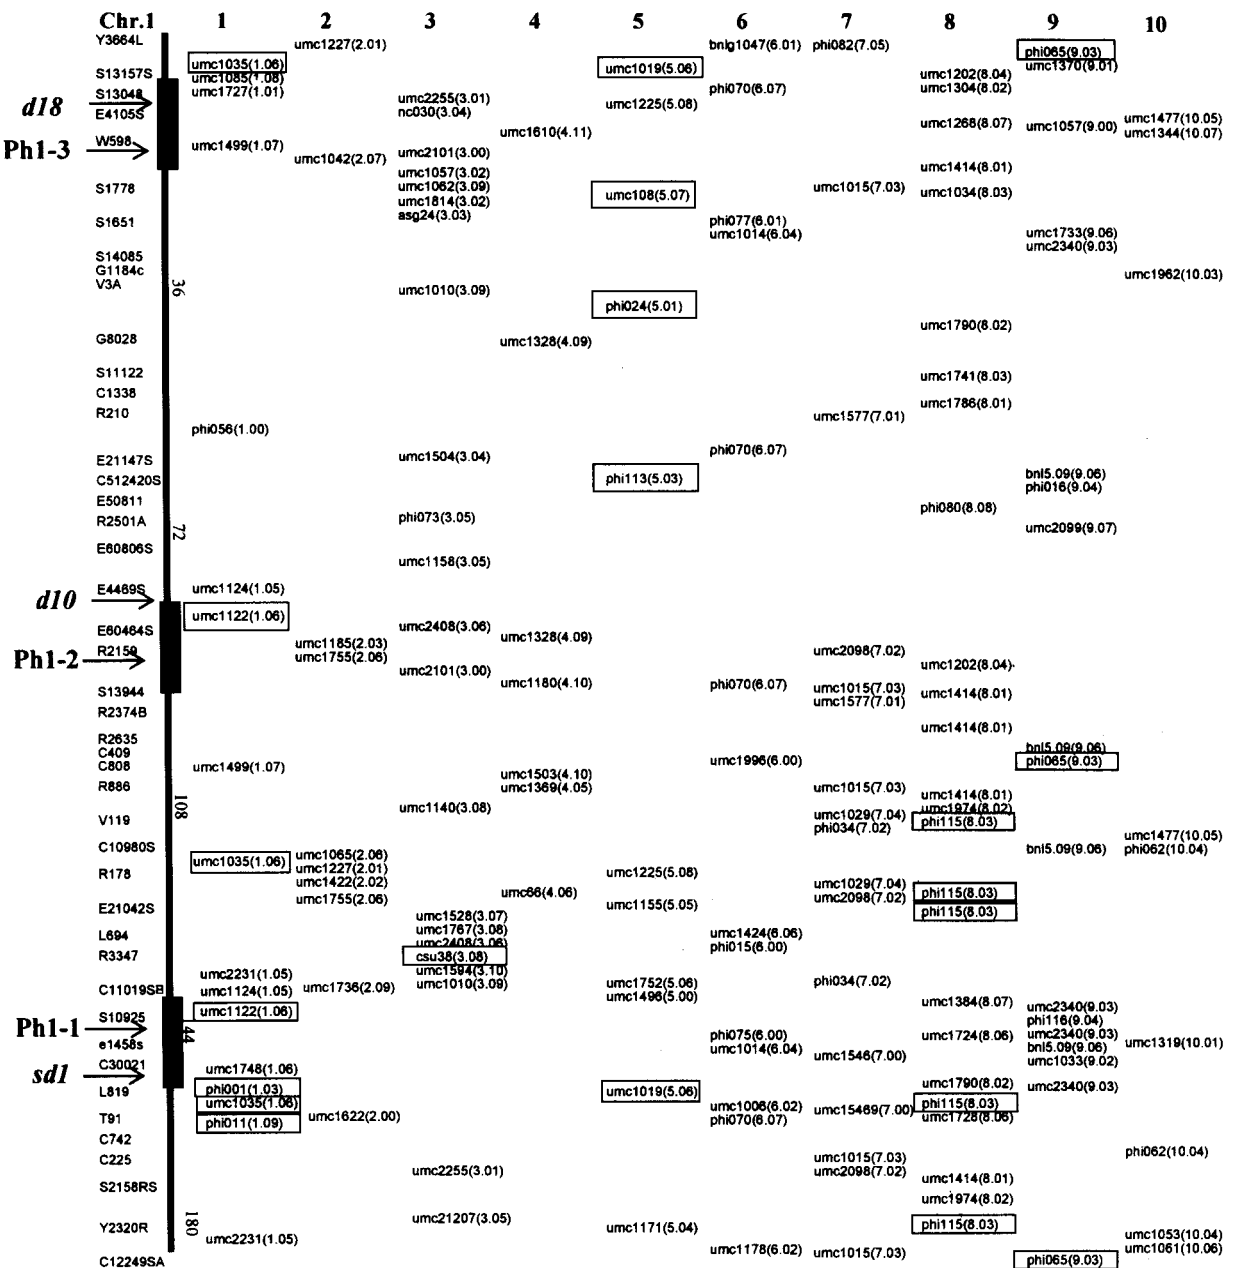 Chr.1 1 2 3 4 5 6 7 8 9 10
Y3664L umc1227(2.01) bnlg1047(6.01) phi082(7.05) phi065(9.03)
umc1035(1.06) umc1019(5.06) umc1370(9.01)
S13157S umc1085(1.08) umc1202(8.04)
S13048 umc1727(1.01) phi070(6.07) umc1304(8.02)
d18 umc2255(3.01) umc1225(5.08)
E4105S nc030(3.04) umc1477(10.05)
umc1610(4.11) umc1268(8.07) umc1057(9.00) umc1344(10.07)
Ph1-3 W598 umc1499(1.07) umc2101(3.00)
umc1042(2.07) umc1414(8.01)
umc1057(3.02)
S1778 umc1062(3.09) umc108(5.07) umc1015(7.03) umc1034(8.03)
umc1814(3.02)
S1651 asg24(3.03) phi077(6.01)
umc1014(6.04) umc1733(9.06)
umc2340(9.03)
S14085
G1184c umc1962(10.03)
V3A 36 umc1010(3.09)
phi024(5.01)
umc1790(8.02)
G8028 umc1328(4.09)
S11122 umc1741(8.03)
C1338
R210 umc1577(7.01) umc1786(8.01)
phi056(1.00)
E21147S umc1504(3.04) phi070(6.07)
C512420S phi113(5.03) bnl5.09(9.06)
phi016(9.04)
E50811 phi080(8.08)
R2501A 72 phi073(3.05) umc2099(9.07)
E60806S umc1158(3.05)
E4469S umc1124(1.05)
d10
umc1122(1.06)
E60464S umc2408(3.06) umc1328(4.09)
R2159 umc1185(2.03) umc2098(7.02)
Ph1-2 umc1755(2.06) umc1202(8.04)
umc2101(3.00)
S13944 umc1180(4.10) phi070(6.07) umc1015(7.03) umc1414(8.01)
R2374B umc1577(7.01)
umc1414(8.01)
R2635
C409 bnl5.09(9.06)
C808 umc1499(1.07) umc1996(6.00) phi065(9.03)
umc1503(4.10)
R886 umc1369(4.05) umc1015(7.03) umc1414(8.01)
108 umc1140(3.08) umc1974(8.02)
V119 umc1029(7.04) phi115(8.03)
phi034(7.02) umc1477(10.05)
C10980S umc1065(2.06) bnl5.09(9.06) phi062(10.04)
umc1035(1.06) umc1227(2.01)
R178 umc1422(2.02) umc1225(5.08) umc1029(7.04)
umc1755(2.06) umc66(4.06) umc2098(7.02) phi115(8.03)
E21042S umc1528(3.07) umc1155(5.05) phi115(8.03)
L694 umc1767(3.08) umc1424(6.06)
umc2408(3.06) phi015(6.00)
R3347 csu38(3.08)
umc2231(1.05) umc1594(3.10)
C11019SB umc1124(1.05) umc1736(2.09) umc1010(3.09) umc1752(5.06) phi034(7.02)
umc1496(5.00) umc1384(8.07)
S10925 umc1122(1.06) umc2340(9.03)
Ph1-1 44 phi116(9.04)
e1458s phi075(6.00) umc1724(8.06) umc2340(9.03)
umc1014(6.04) umc1546(7.00) bnl5.09(9.06) umc1319(10.01)
C30021 umc1748(1.06) umc1033(9.02)
sd1
L819 phi001(1.03) umc1019(5.06) umc1790(8.02) umc2340(9.03)
umc1035(1.06) umc1006(6.02) umc15469(7.00) phi115(8.03)
T91 phi011(1.09) umc1622(2.00) phi070(6.07) umc1728(8.06)
C742
C225 umc1015(7.03) phi062(10.04)
umc2255(3.01) umc2098(7.02)
S2158RS umc1414(8.01)
umc1974(8.02)
180 umc21207(3.05)
Y2320R umc1171(5.04) phi115(8.03)
umc2231(1.05) umc1053(10.04)
umc1178(6.02) umc1015(7.03) umc1061(10.06)
C12249SA phi065(9.03)